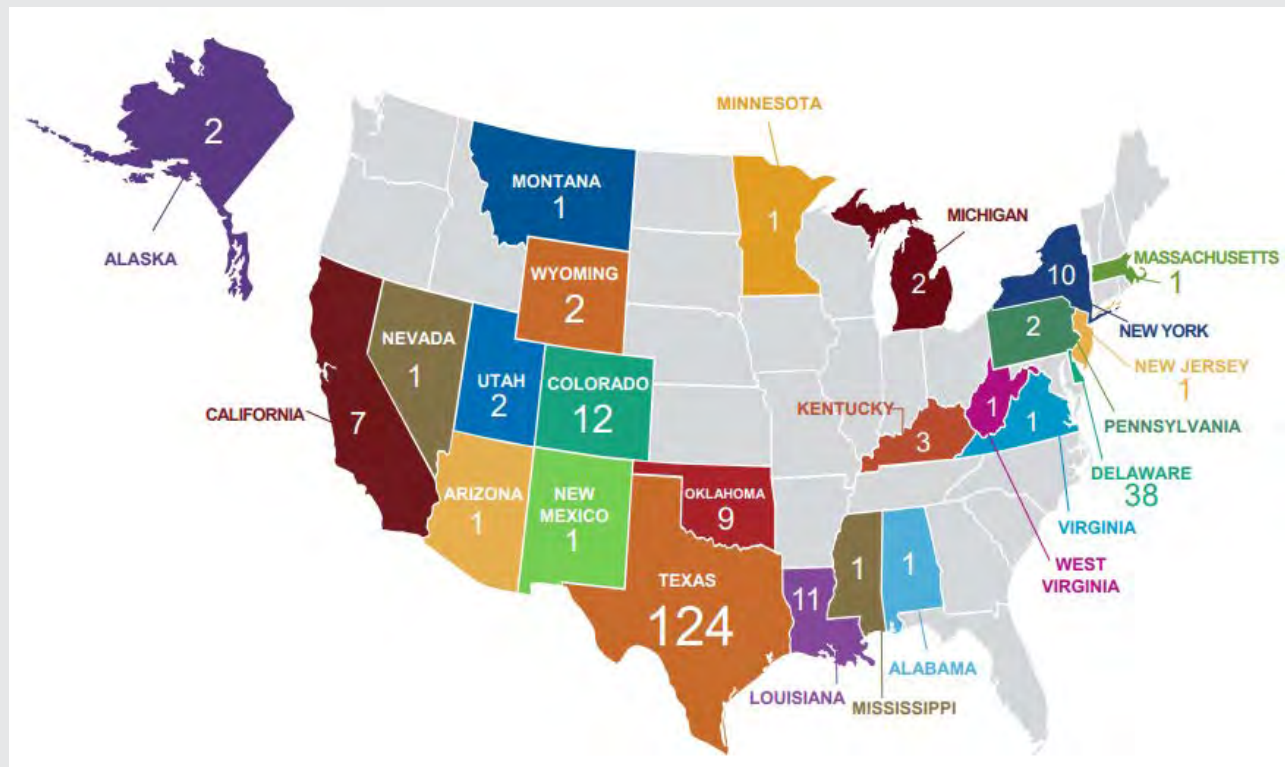 MINNESOTA
2
MONTANA
1
1
MICHIGAN
2
ALASKA
WYOMING
2
10
MASSACHUSETTS
1
NEW YORK
NEVADA
1
2
NEW JERSEY
1
UTAH
2
COLORADO
12
CALIFORNIA
7
KENTUCKY
3
1
1
PENNSYLVANIA
DELAWARE
38
ARIZONA
1
NEW
MEXICO
1
OKLAHOMA
9
VIRGINIA
WEST
VIRGINIA
TEXAS
124
11
1
1
ALABAMA
LOUISIANA
MISSISSIPPI